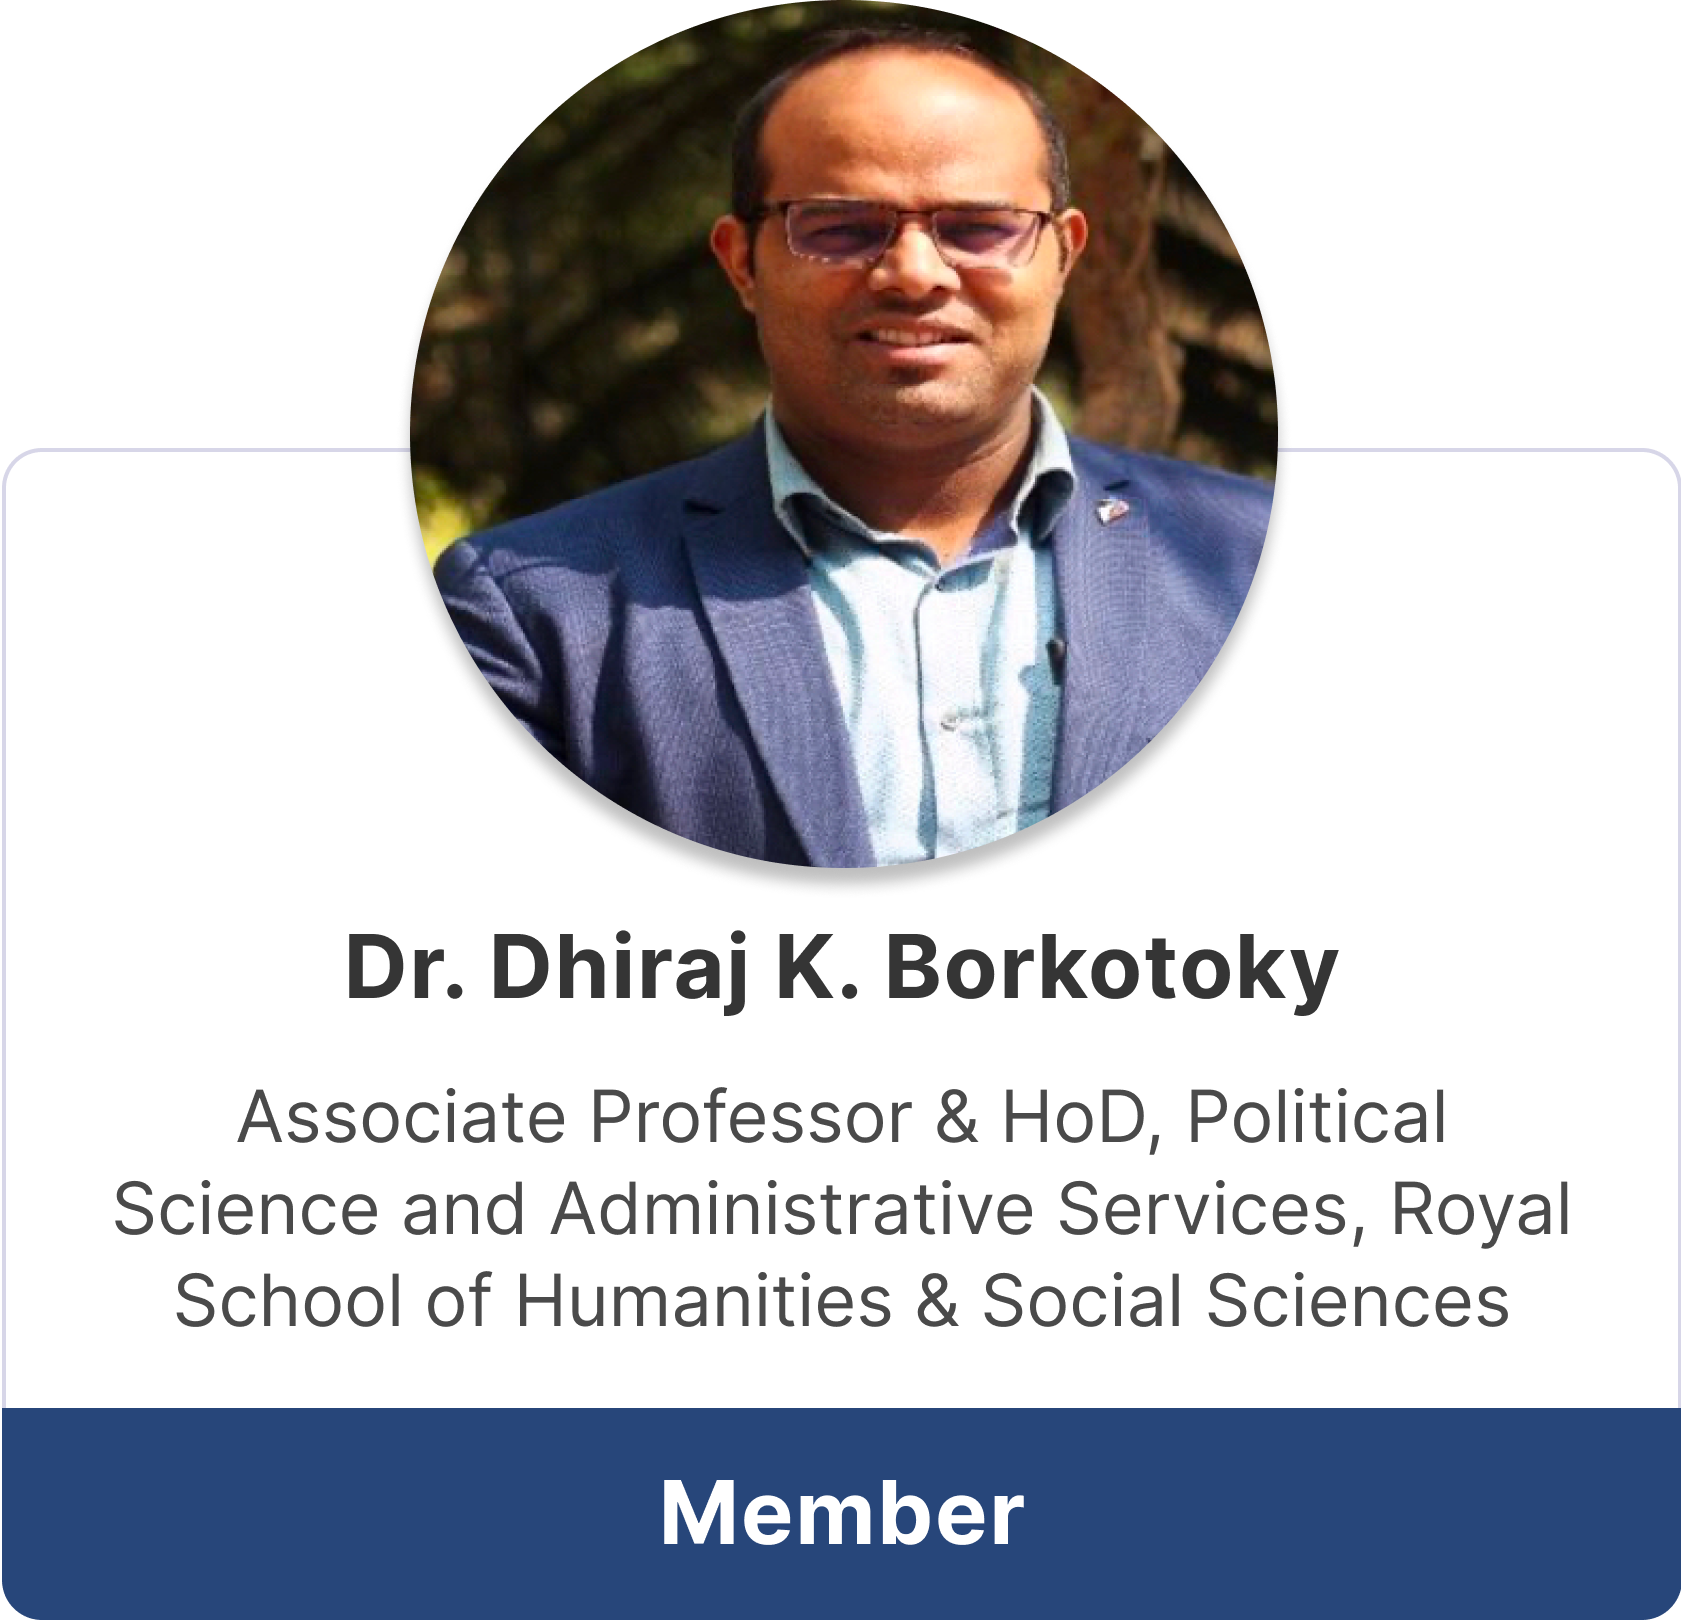 Dr. Dhiraj K. Borkotoky
Associate Professor & HoD, Political
Science and Administrative Services, Royal
School of Humanities & Social Sciences
Member